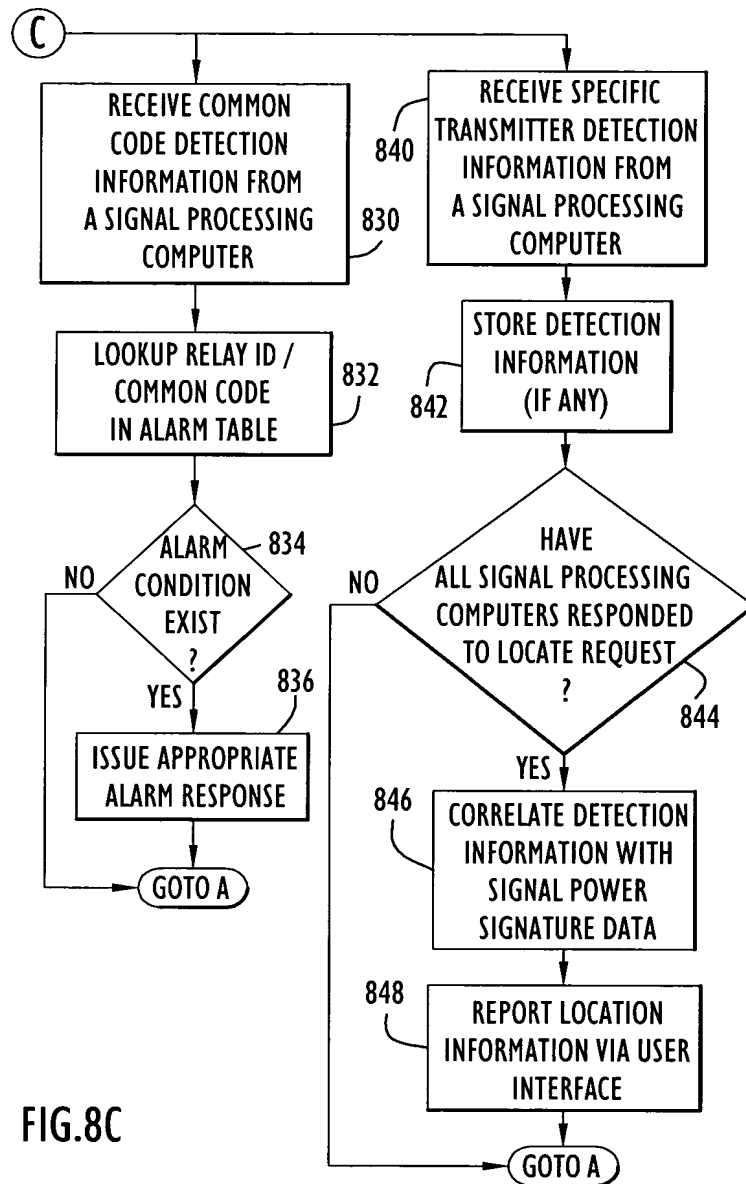 C
RECEIVE COMMON
CODE DETECTION
INFORMATION FROM
A SIGNAL PROCESSING
COMPUTER
830
LOOKUP RELAY ID /
COMMON CODE
IN ALARM TABLE
832
ALARM
CONDITION
EXIST
?
834
NO
YES
836
ISSUE APPROPRIATE
ALARM RESPONSE
GOTO A
840
RECEIVE SPECIFIC
TRANSMITTER DETECTION
INFORMATION FROM
A SIGNAL PROCESSING
COMPUTER
STORE DETECTION
INFORMATION
(IF ANY)
842
HAVE
ALL SIGNAL PROCESSING
COMPUTERS RESPONDED
TO LOCATE REQUEST
?
844
NO
YES
846
CORRELATE DETECTION
INFORMATION WITH
SIGNAL POWER
SIGNATURE DATA
848
REPORT LOCATION
INFORMATION VIA USER
INTERFACE
GOTO A
FIG.8C